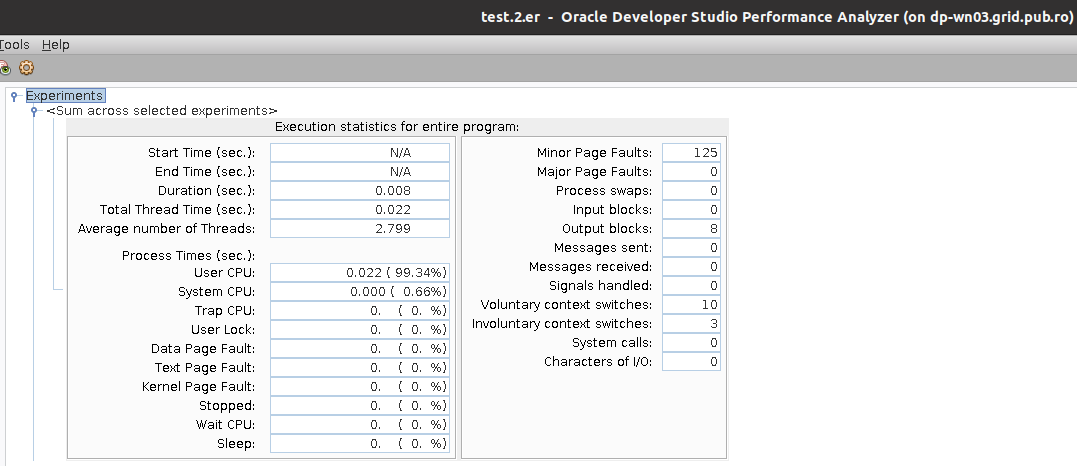 test.2.er - Oracle Developer Studio Performance Analyzer (on dp-wn03.grid.pub.ro)
Tools Help
Experiments
<Sum across selected experiments>
Execution statistics for entire program:
Start Time (sec.): N/A
End Time (sec.): N/A
Duration (sec.): 0.008
Total Thread Time (sec.): 0.022
Average number of Threads: 2.799
Process Times (sec.):
User CPU: 0.022 ( 99.34%)
System CPU: 0.000 ( 0.66%)
Trap CPU: 0. ( 0. %)
User Lock: 0. ( 0. %)
Data Page Fault: 0. ( 0. %)
Text Page Fault: 0. ( 0. %)
Kernel Page Fault: 0. ( 0. %)
Stopped: 0. ( 0. %)
Wait CPU: 0. ( 0. %)
Sleep: 0. ( 0. %)
Minor Page Faults: 125
Major Page Faults: 0
Process swaps: 0
Input blocks: 0
Output blocks: 8
Messages sent: 0
Messages received: 0
Signals handled: 0
Voluntary context switches: 10
Involuntary context switches: 3
System calls: 0
Characters of I/O: 0